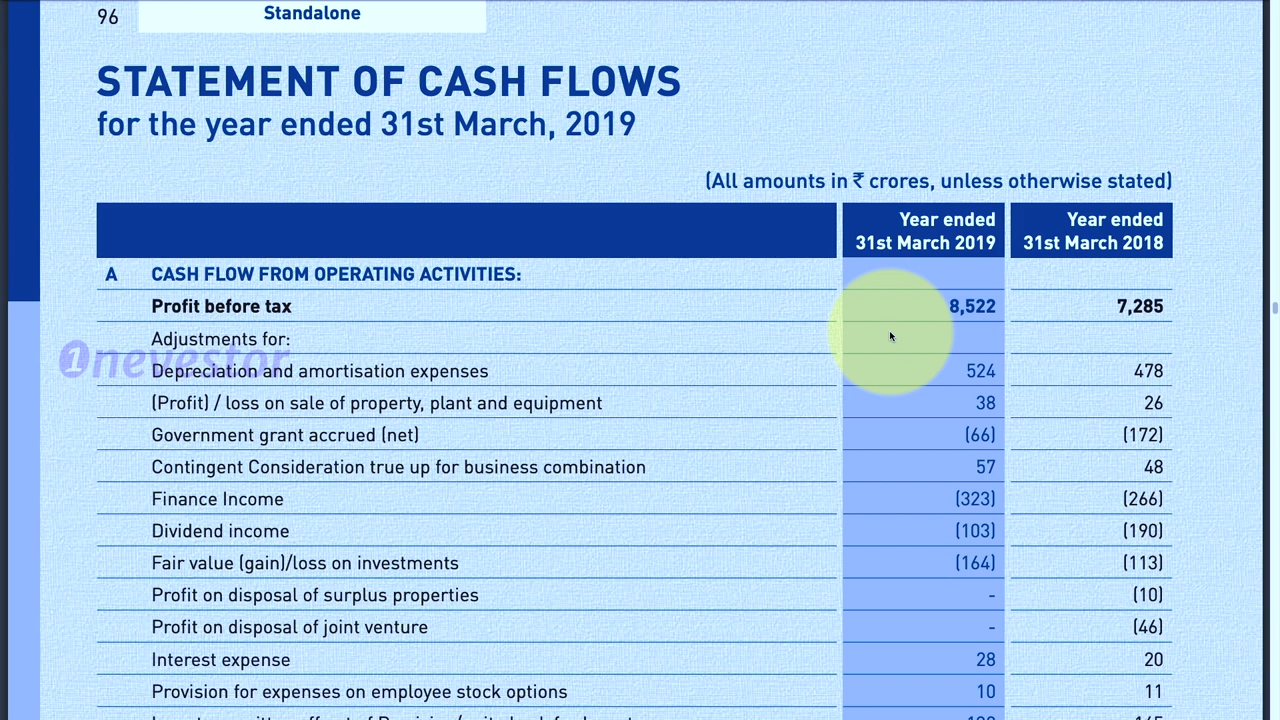 96 Standalone
STATEMENT OF CASH FLOWS
for the year ended 31st March, 2019
(All amounts in ₹ crores, unless otherwise stated)
Year ended 31st March 2019 Year ended 31st March 2018
A CASH FLOW FROM OPERATING ACTIVITIES:
Profit before tax 8,522 7,285
Adjustments for:
1nevestor
Depreciation and amortisation expenses 524 478
(Profit) / loss on sale of property, plant and equipment 38 26
Government grant accrued (net) (66) (172)
Contingent Consideration true up for business combination 57 48
Finance Income (323) (266)
Dividend income (103) (190)
Fair value (gain)/loss on investments (164) (113)
Profit on disposal of surplus properties - (10)
Profit on disposal of joint venture - (46)
Interest expense 28 20
Provision for expenses on employee stock options 10 11